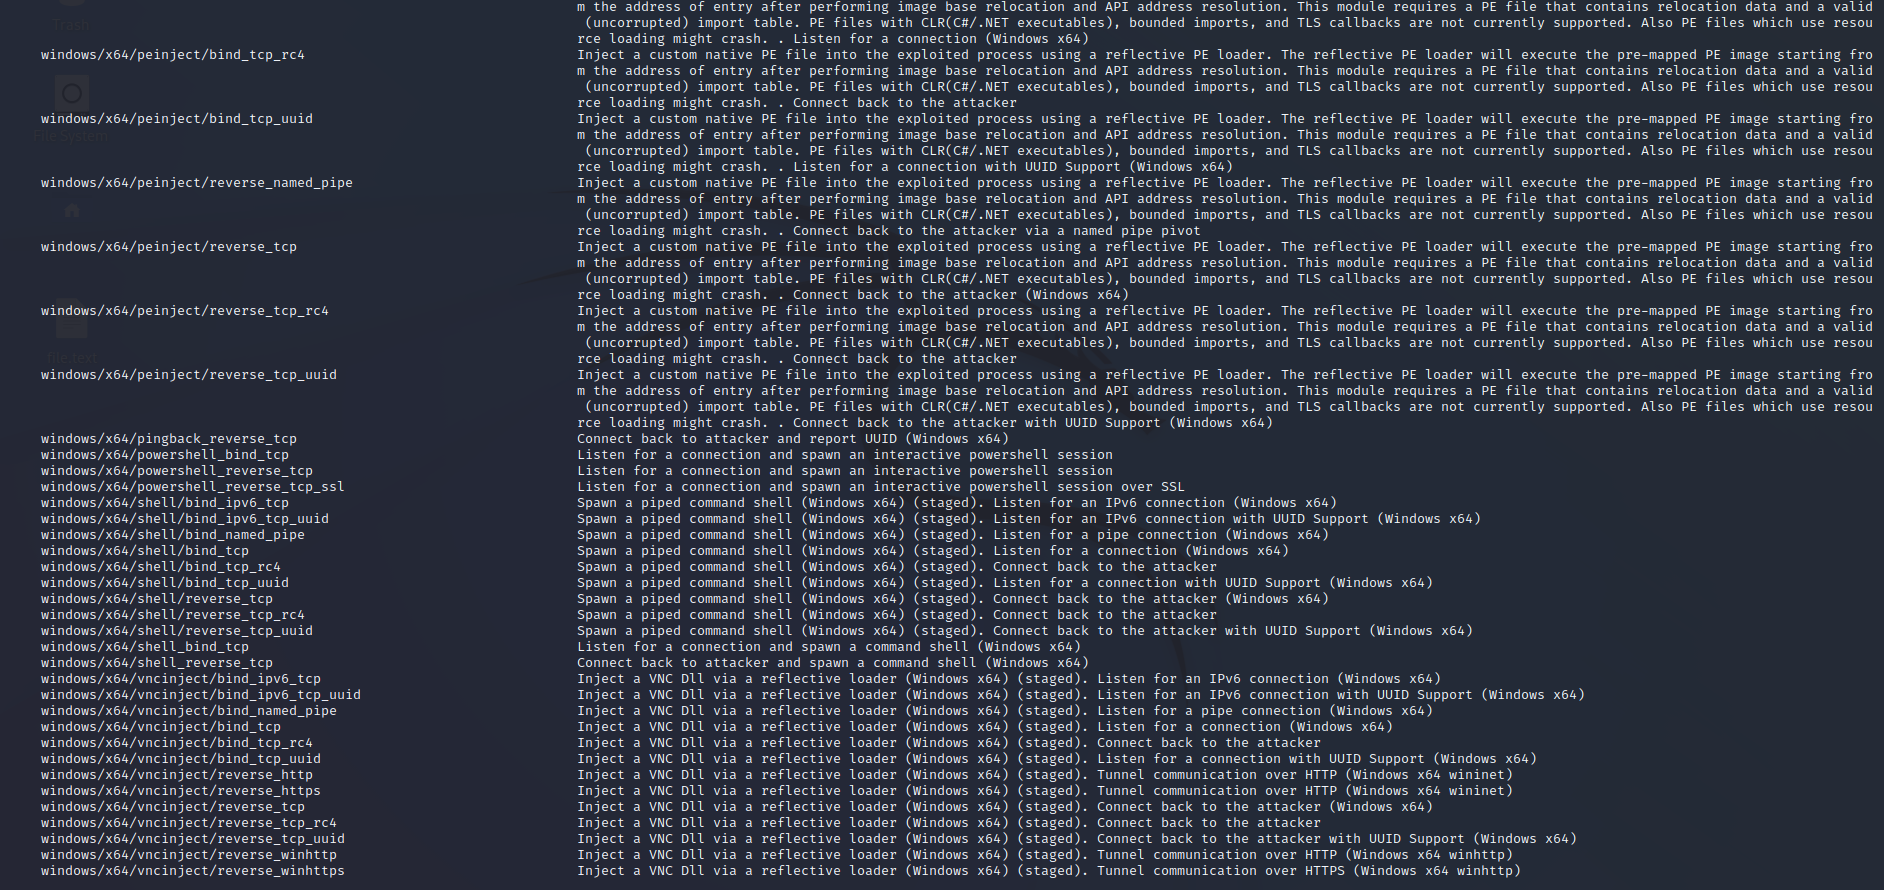 Trash
m the address of entry after performing image base relocation and API address resolution. This module requires a PE file that contains relocation data and a valid
(uncorrupted) import table. PE files with CLR(C#/.NET executables), bounded imports, and TLS callbacks are not currently supported. Also PE files which use resou
rce loading might crash. . Listen for a connection (Windows x64)
windows/x64/peinject/bind_tcp_rc4 Inject a custom native PE file into the exploited process using a reflective PE loader. The reflective PE loader will execute the pre-mapped PE image starting fro
m the address of entry after performing image base relocation and API address resolution. This module requires a PE file that contains relocation data and a valid
(uncorrupted) import table. PE files with CLR(C#/.NET executables), bounded imports, and TLS callbacks are not currently supported. Also PE files which use resou
rce loading might crash. . Connect back to the attacker
windows/x64/peinject/bind_tcp_uuid Inject a custom native PE file into the exploited process using a reflective PE loader. The reflective PE loader will execute the pre-mapped PE image starting fro
File System
m the address of entry after performing image base relocation and API address resolution. This module requires a PE file that contains relocation data and a valid
(uncorrupted) import table. PE files with CLR(C#/.NET executables), bounded imports, and TLS callbacks are not currently supported. Also PE files which use resou
rce loading might crash. . Listen for a connection with UUID Support (Windows x64)
windows/x64/peinject/reverse_named_pipe Inject a custom native PE file into the exploited process using a reflective PE loader. The reflective PE loader will execute the pre-mapped PE image starting fro
m the address of entry after performing image base relocation and API address resolution. This module requires a PE file that contains relocation data and a valid
(uncorrupted) import table. PE files with CLR(C#/.NET executables), bounded imports, and TLS callbacks are not currently supported. Also PE files which use resou
rce loading might crash. . Connect back to the attacker via a named pipe pivot
windows/x64/peinject/reverse_tcp Inject a custom native PE file into the exploited process using a reflective PE loader. The reflective PE loader will execute the pre-mapped PE image starting fro
m the address of entry after performing image base relocation and API address resolution. This module requires a PE file that contains relocation data and a valid
(uncorrupted) import table. PE files with CLR(C#/.NET executables), bounded imports, and TLS callbacks are not currently supported. Also PE files which use resou
rce loading might crash. . Connect back to the attacker (Windows x64)
windows/x64/peinject/reverse_tcp_rc4 Inject a custom native PE file into the exploited process using a reflective PE loader. The reflective PE loader will execute the pre-mapped PE image starting fro
m the address of entry after performing image base relocation and API address resolution. This module requires a PE file that contains relocation data and a valid
(uncorrupted) import table. PE files with CLR(C#/.NET executables), bounded imports, and TLS callbacks are not currently supported. Also PE files which use resou
rce loading might crash. . Connect back to the attacker
file.text
windows/x64/peinject/reverse_tcp_uuid Inject a custom native PE file into the exploited process using a reflective PE loader. The reflective PE loader will execute the pre-mapped PE image starting fro
m the address of entry after performing image base relocation and API address resolution. This module requires a PE file that contains relocation data and a valid
(uncorrupted) import table. PE files with CLR(C#/.NET executables), bounded imports, and TLS callbacks are not currently supported. Also PE files which use resou
rce loading might crash. . Connect back to the attacker with UUID Support (Windows x64)
windows/x64/pingback_reverse_tcp Connect back to attacker and report UUID (Windows x64)
windows/x64/powershell_bind_tcp Listen for a connection and spawn an interactive powershell session
windows/x64/powershell_reverse_tcp Listen for a connection and spawn an interactive powershell session
windows/x64/powershell_reverse_tcp_ssl Listen for a connection and spawn an interactive powershell session over SSL
windows/x64/shell/bind_ipv6_tcp Spawn a piped command shell (Windows x64) (staged). Listen for an IPv6 connection (Windows x64)
windows/x64/shell/bind_ipv6_tcp_uuid Spawn a piped command shell (Windows x64) (staged). Listen for an IPv6 connection with UUID Support (Windows x64)
windows/x64/shell/bind_named_pipe Spawn a piped command shell (Windows x64) (staged). Listen for a pipe connection (Windows x64)
windows/x64/shell/bind_tcp Spawn a piped command shell (Windows x64) (staged). Listen for a connection (Windows x64)
windows/x64/shell/bind_tcp_rc4 Spawn a piped command shell (Windows x64) (staged). Connect back to the attacker
windows/x64/shell/bind_tcp_uuid Spawn a piped command shell (Windows x64) (staged). Listen for a connection with UUID Support (Windows x64)
windows/x64/shell/reverse_tcp Spawn a piped command shell (Windows x64) (staged). Connect back to the attacker (Windows x64)
windows/x64/shell/reverse_tcp_rc4 Spawn a piped command shell (Windows x64) (staged). Connect back to the attacker
windows/x64/shell/reverse_tcp_uuid Spawn a piped command shell (Windows x64) (staged). Connect back to the attacker with UUID Support (Windows x64)
windows/x64/shell_bind_tcp Listen for a connection and spawn a command shell (Windows x64)
windows/x64/shell_reverse_tcp Connect back to attacker and spawn a command shell (Windows x64)
windows/x64/vncinject/bind_ipv6_tcp Inject a VNC Dll via a reflective loader (Windows x64) (staged). Listen for an IPv6 connection (Windows x64)
windows/x64/vncinject/bind_ipv6_tcp_uuid Inject a VNC Dll via a reflective loader (Windows x64) (staged). Listen for an IPv6 connection with UUID Support (Windows x64)
windows/x64/vncinject/bind_named_pipe Inject a VNC Dll via a reflective loader (Windows x64) (staged). Listen for a pipe connection (Windows x64)
windows/x64/vncinject/bind_tcp Inject a VNC Dll via a reflective loader (Windows x64) (staged). Listen for a connection (Windows x64)
windows/x64/vncinject/bind_tcp_rc4 Inject a VNC Dll via a reflective loader (Windows x64) (staged). Connect back to the attacker
windows/x64/vncinject/bind_tcp_uuid Inject a VNC Dll via a reflective loader (Windows x64) (staged). Listen for a connection with UUID Support (Windows x64)
windows/x64/vncinject/reverse_http Inject a VNC Dll via a reflective loader (Windows x64) (staged). Tunnel communication over HTTP (Windows x64 wininet)
windows/x64/vncinject/reverse_https Inject a VNC Dll via a reflective loader (Windows x64) (staged). Tunnel communication over HTTP (Windows x64 wininet)
windows/x64/vncinject/reverse_tcp Inject a VNC Dll via a reflective loader (Windows x64) (staged). Connect back to the attacker (Windows x64)
windows/x64/vncinject/reverse_tcp_rc4 Inject a VNC Dll via a reflective loader (Windows x64) (staged). Connect back to the attacker
windows/x64/vncinject/reverse_tcp_uuid Inject a VNC Dll via a reflective loader (Windows x64) (staged). Connect back to the attacker with UUID Support (Windows x64)
windows/x64/vncinject/reverse_winhttp Inject a VNC Dll via a reflective loader (Windows x64) (staged). Tunnel communication over HTTP (Windows x64 winhttp)
windows/x64/vncinject/reverse_winhttps Inject a VNC Dll via a reflective loader (Windows x64) (staged). Tunnel communication over HTTPS (Windows x64 winhttp)